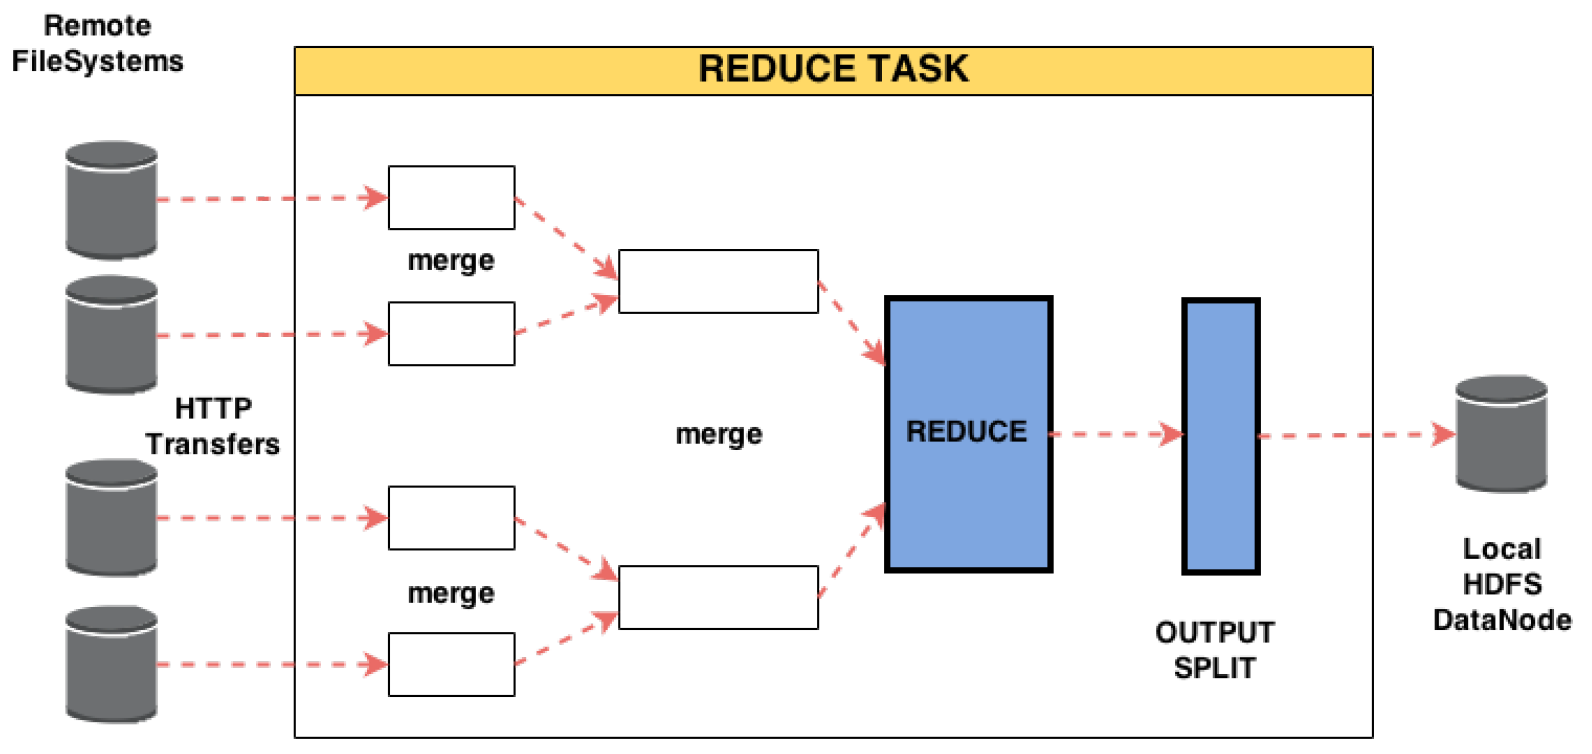 Remote
FileSystems
REDUCE TASK
merge
HTTP
Transfers
merge
REDUCE
merge
OUTPUT
SPLIT
Local
HDFS
DataNode